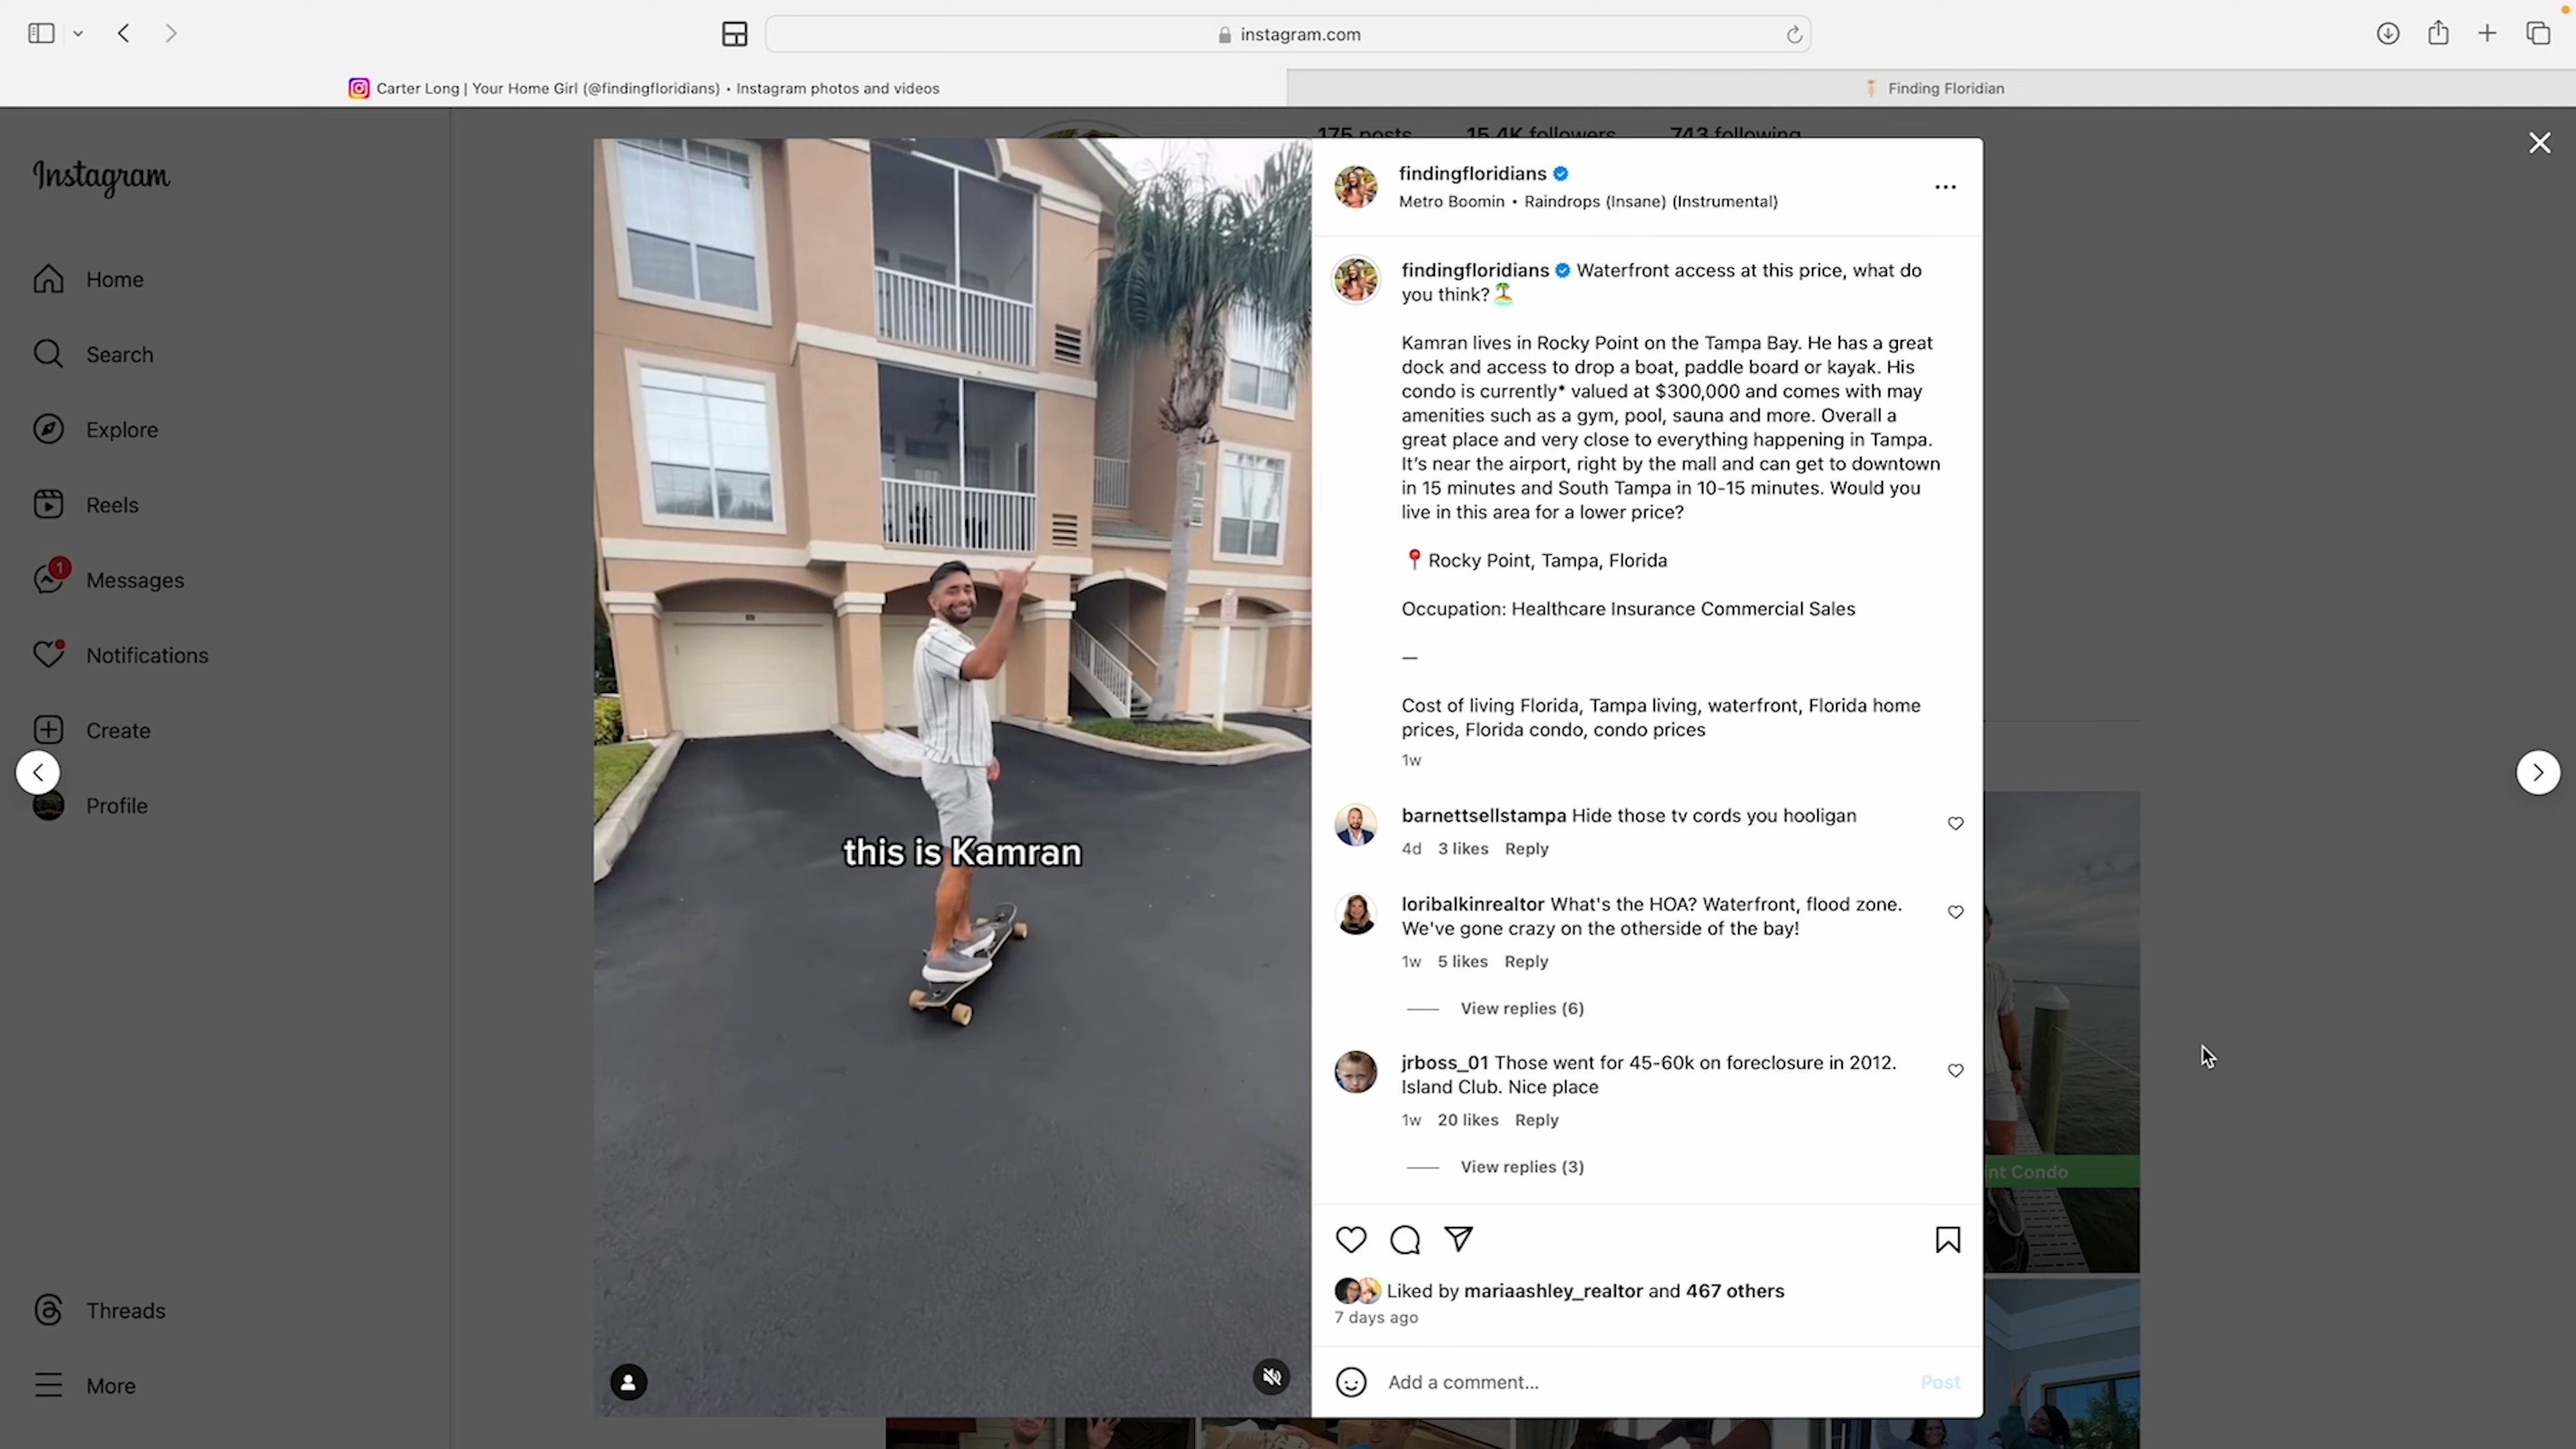 instagram.com
Carter Long | Your Home Girl (@findingfloridians) • Instagram photos and videos
Finding Floridian
175 posts 15.4K followers 743 following
Instagram
Home
Search
Explore
Reels
1
Messages
Notifications
Create
Profile
Threads
More
this is Kamran
findingfloridians
Metro Boomin • Raindrops (Insane) (Instrumental)
findingfloridians Waterfront access at this price, what do
you think?🏝️
Kamran lives in Rocky Point on the Tampa Bay. He has a great
dock and access to drop a boat, paddle board or kayak. His
condo is currently* valued at $300,000 and comes with may
amenities such as a gym, pool, sauna and more. Overall a
great place and very close to everything happening in Tampa.
It’s near the airport, right by the mall and can get to downtown
in 15 minutes and South Tampa in 10-15 minutes. Would you
live in this area for a lower price?
📍Rocky Point, Tampa, Florida
Occupation: Healthcare Insurance Commercial Sales
—
Cost of living Florida, Tampa living, waterfront, Florida home
prices, Florida condo, condo prices
1w
barnettsellstampa Hide those tv cords you hooligan
4d 3 likes Reply
loribalkinrealtor What's the HOA? Waterfront, flood zone.
We've gone crazy on the otherside of the bay!
1w 5 likes Reply
View replies (6)
jrboss_01 Those went for 45-60k on foreclosure in 2012.
Island Club. Nice place
1w 20 likes Reply
View replies (3)
Liked by mariaashley_realtor and 467 others
7 days ago
Add a comment...
Post
nt Condo